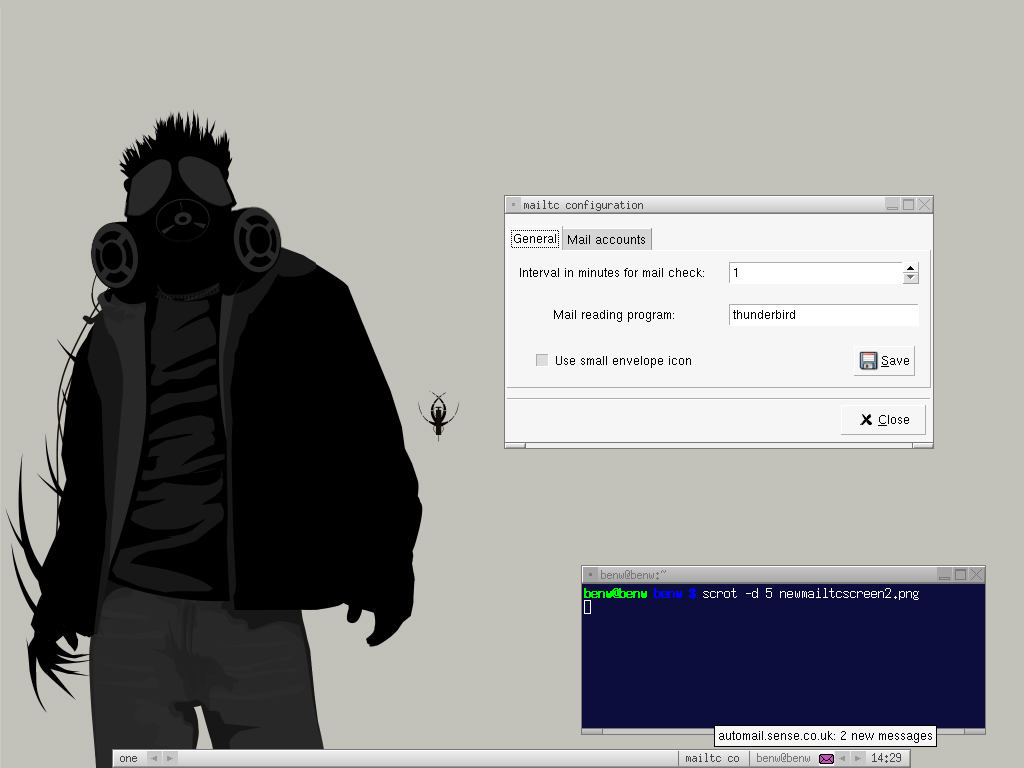 mailtc configuration
General Mail accounts
Interval in minutes for mail check: 1
Mail reading program: thunderbird
Use small envelope icon Save
Close
benw@benw:~
benw@benw benw $ scrot -d 5 newmailtcscreen2.png
automail.sense.co.uk: 2 new messages
one mailtc co benw@benw 14:29